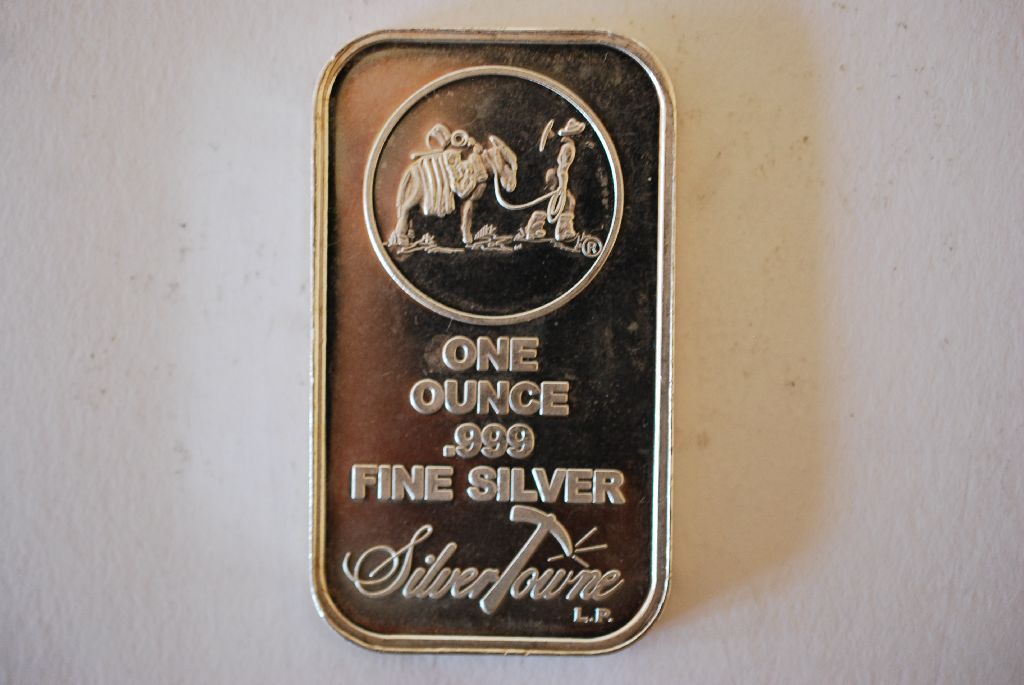 ®
ONE
OUNCE
.999
FINE SILVER
SilverTowne
L.P.